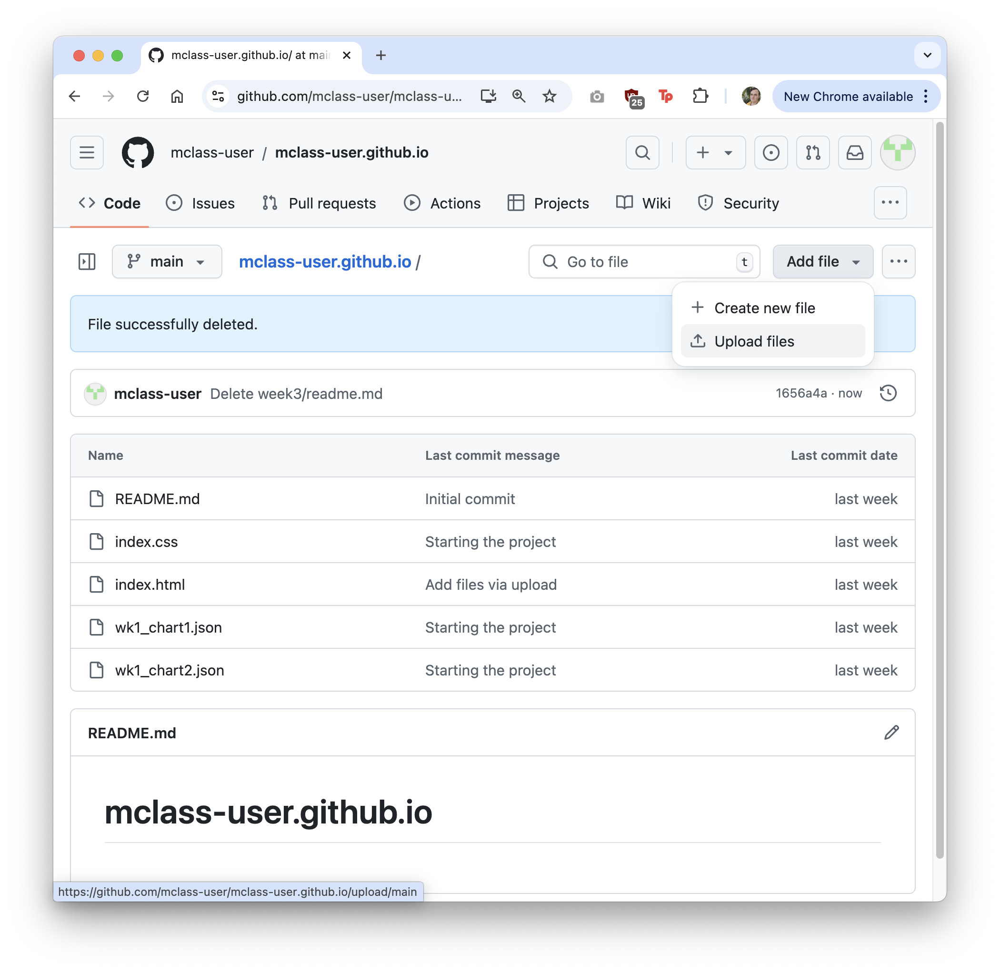 mclass-user.github.io/ at mai
github.com/mclass-user/mclass-u...
25
Tp
New Chrome available
mclass-user / mclass-user.github.io
Code Issues Pull requests Actions Projects Wiki Security
main mclass-user.github.io / Go to file t Add file
Create new file
File successfully deleted.
Upload files
mclass-user Delete week3/readme.md 1656a4a · now
Name Last commit message Last commit date
README.md Initial commit last week
index.css Starting the project last week
index.html Add files via upload last week
wk1_chart1.json Starting the project last week
wk1_chart2.json Starting the project last week
README.md
mclass-user.github.io
https://github.com/mclass-user/mclass-user.github.io/upload/main